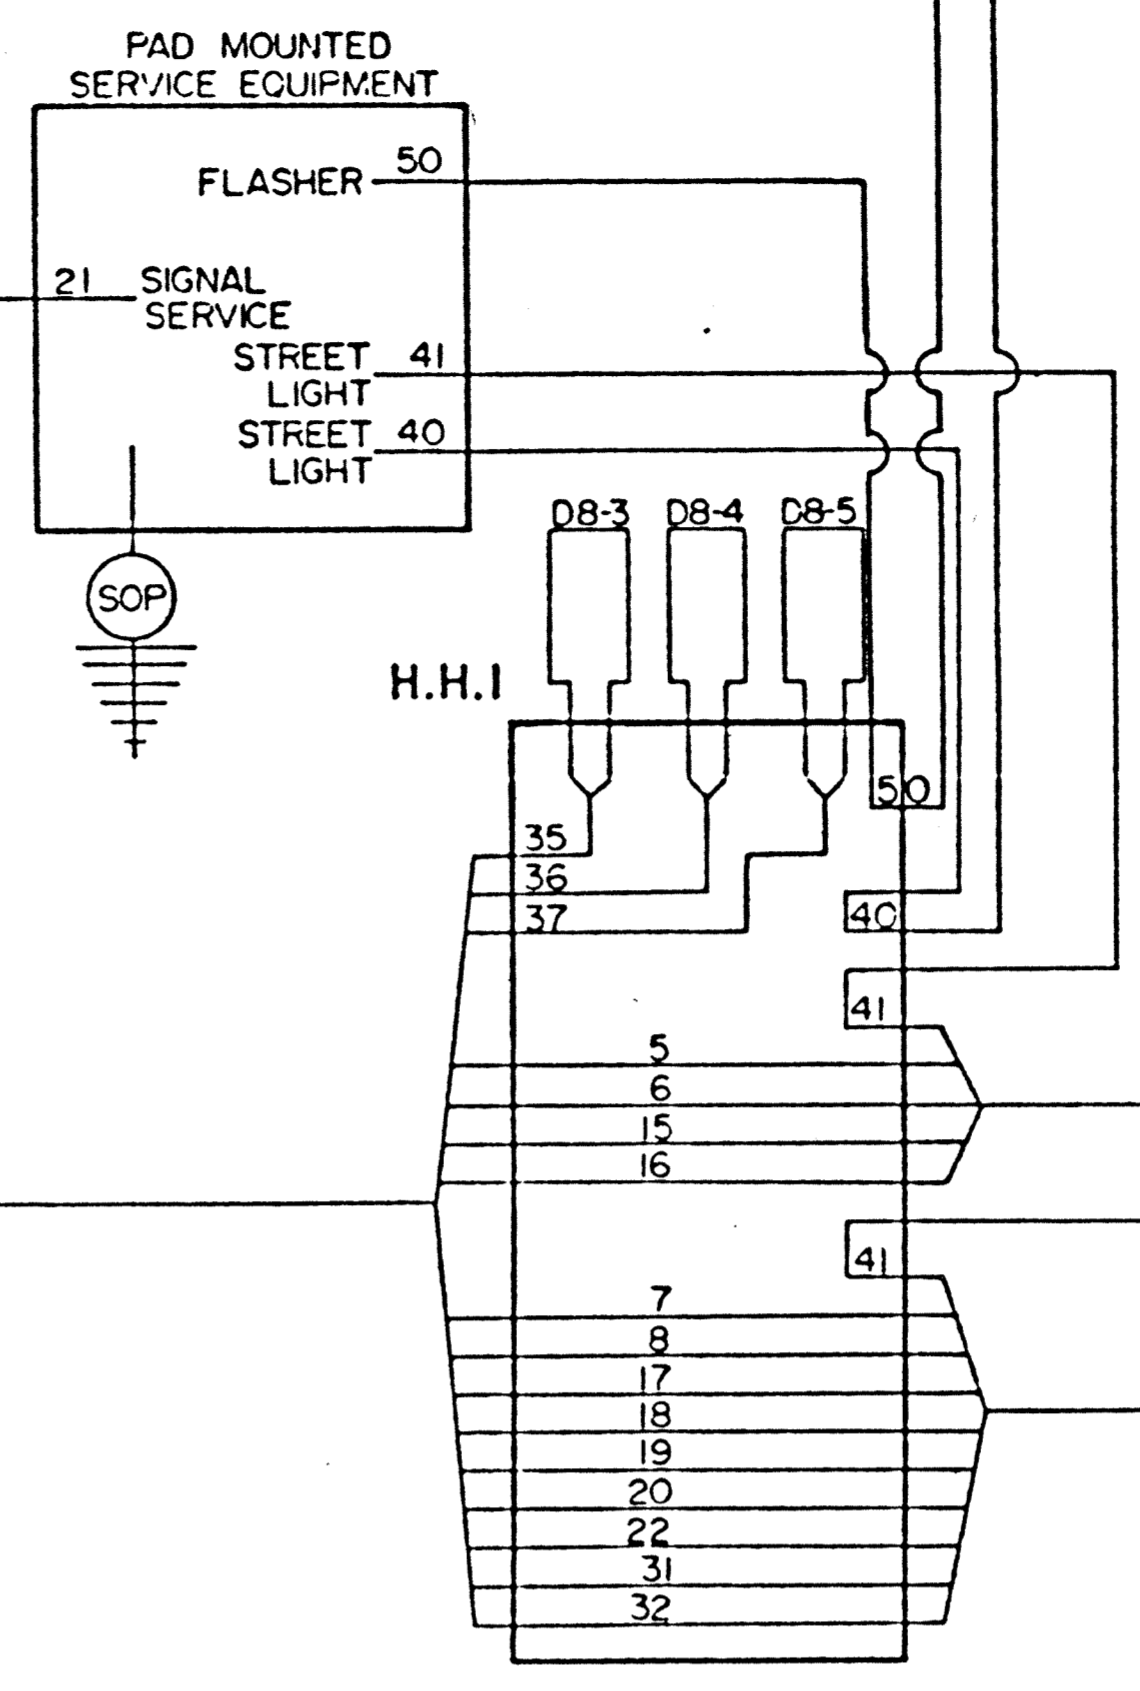 PAD MOUNTED
SERVICE EQUIPMENT
50
FLASHER
21
SIGNAL
SERVICE
STREET 41
LIGHT
STREET 40
LIGHT
SOP
D8-3 D8-4 D8-5
H.H.1
50
35
36
37
40
41
5
6
15
16
41
7
8
17
18
19
20
22
31
32